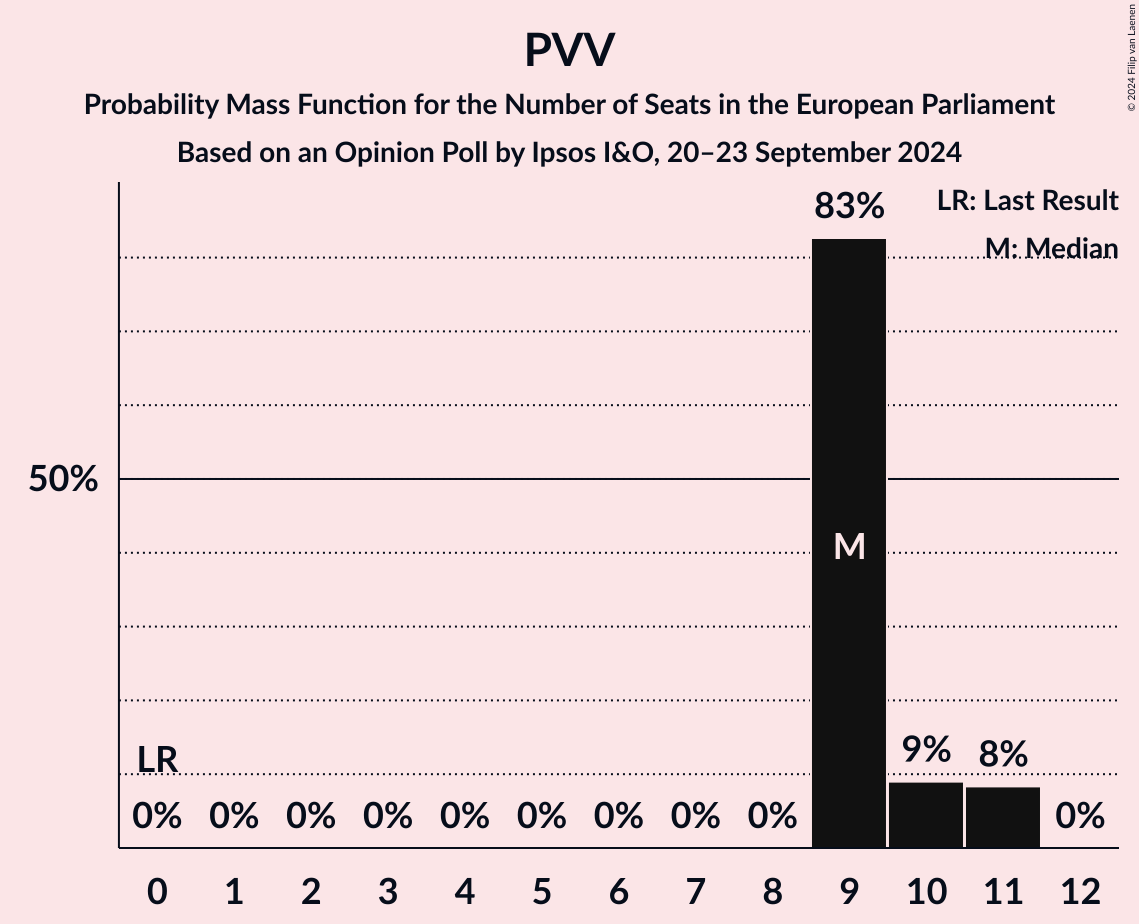 PVV
Probability Mass Function for the Number of Seats in the European Parliament
Based on an Opinion Poll by Ipsos I&O, 20–23 September 2024
© 2024 Filip van Laenen
LR: Last Result
M: Median
83%
50%
M
LR
9%
8%
0% 0% 0% 0% 0% 0% 0% 0% 0% 0%
0 1 2 3 4 5 6 7 8 9 10 11 12